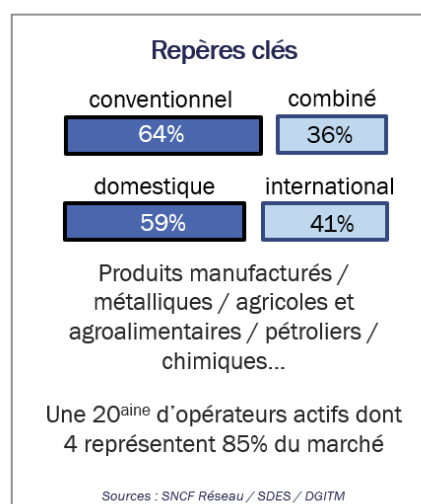 Repères clés
conventionnel combiné
64% 36%
domestique international
59% 41%
Produits manufacturés /
métalliques / agricoles et
agroalimentaires / pétroliers /
chimiques...
Une 20aine d'opérateurs actifs dont
4 représentent 85% du marché
Sources : SNCF Réseau / SDES / DGITM